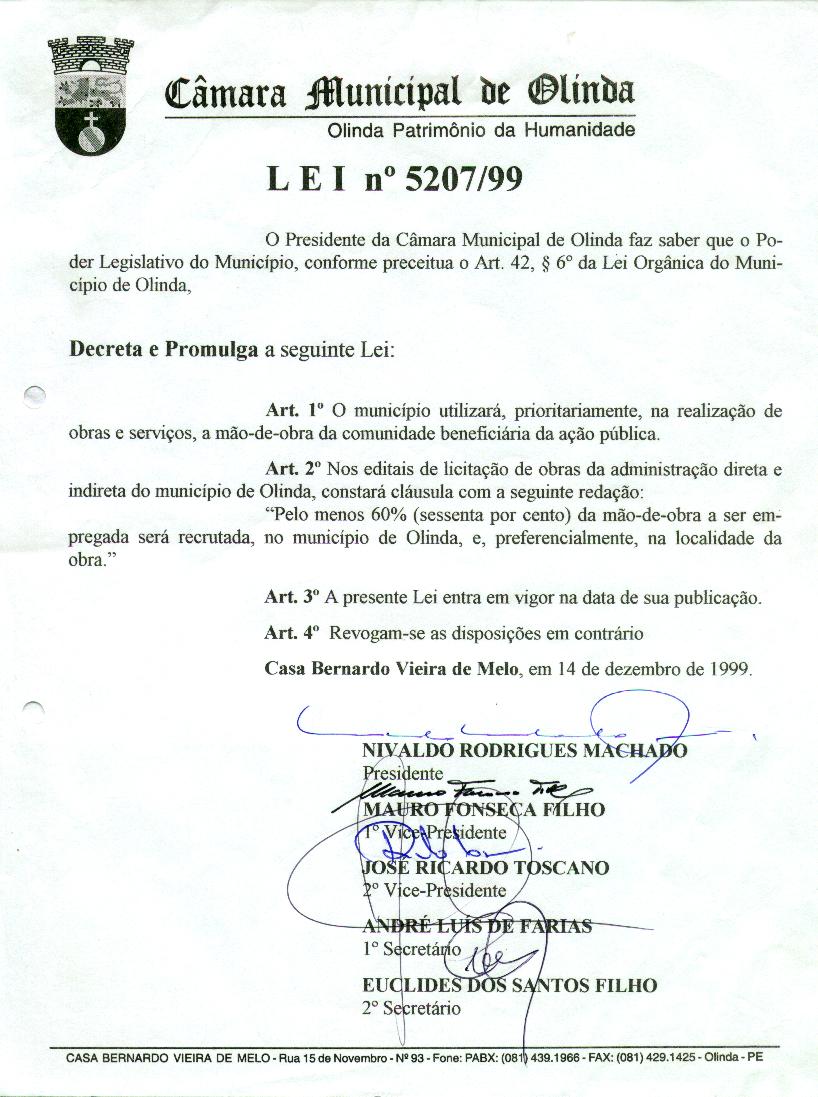 Câmara Municipal de Olinda
Olinda Patrimônio da Humanidade
L E I nº 5207/99
O Presidente da Câmara Municipal de Olinda faz saber que o Po-
der Legislativo do Município, conforme preceitua o Art. 42, § 6º da Lei Orgânica do Muni-
cípio de Olinda,
Decreta e Promulga a seguinte Lei:
Art. 1º O município utilizará, prioritariamente, na realização de
obras e serviços, a mão-de-obra da comunidade beneficiária da ação pública.
Art. 2º Nos editais de licitação de obras da administração direta e
indireta do município de Olinda, constará cláusula com a seguinte redação:
“Pelo menos 60% (sessenta por cento) da mão-de-obra a ser em-
pregada será recrutada, no município de Olinda, e, preferencialmente, na localidade da
obra.”
Art. 3º A presente Lei entra em vigor na data de sua publicação.
Art. 4º Revogam-se as disposições em contrário
Casa Bernardo Vieira de Melo, em 14 de dezembro de 1999.
NIVALDO RODRIGUES MACHADO
Presidente
MAURO FONSECA FILHO
1º Vice-Presidente
JOSÉ RICARDO TOSCANO
2º Vice-Presidente
ANDRÉ LUÍS DE FARIAS
1º Secretário
EUCLIDES DOS SANTOS FILHO
2º Secretário
CASA BERNARDO VIEIRA DE MELO - Rua 15 de Novembro - Nº 93 - Fone: PABX: (081) 439.1966 - FAX: (081) 429.1425 - Olinda - PE